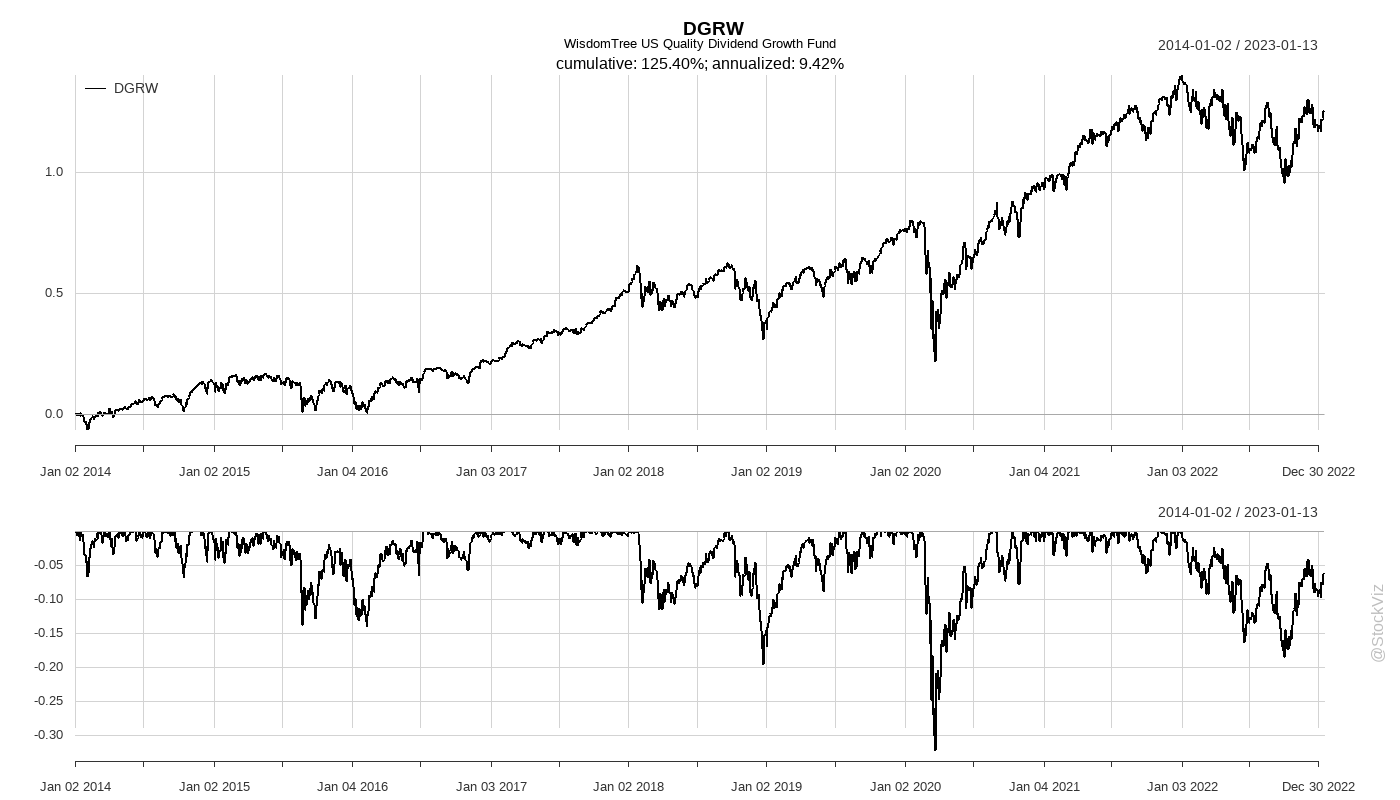 DGRW
WisdomTree US Quality Dividend Growth Fund
cumulative: 125.40%; annualized: 9.42%
2014-01-02 / 2023-01-13
DGRW
1.0
0.5
0.0
Jan 02 2014 Jan 02 2015 Jan 04 2016 Jan 03 2017 Jan 02 2018 Jan 02 2019 Jan 02 2020 Jan 04 2021 Jan 03 2022 Dec 30 2022
2014-01-02 / 2023-01-13
-0.05
-0.10
-0.15
-0.20
-0.25
-0.30
Jan 02 2014 Jan 02 2015 Jan 04 2016 Jan 03 2017 Jan 02 2018 Jan 02 2019 Jan 02 2020 Jan 04 2021 Jan 03 2022 Dec 30 2022
@StockViz